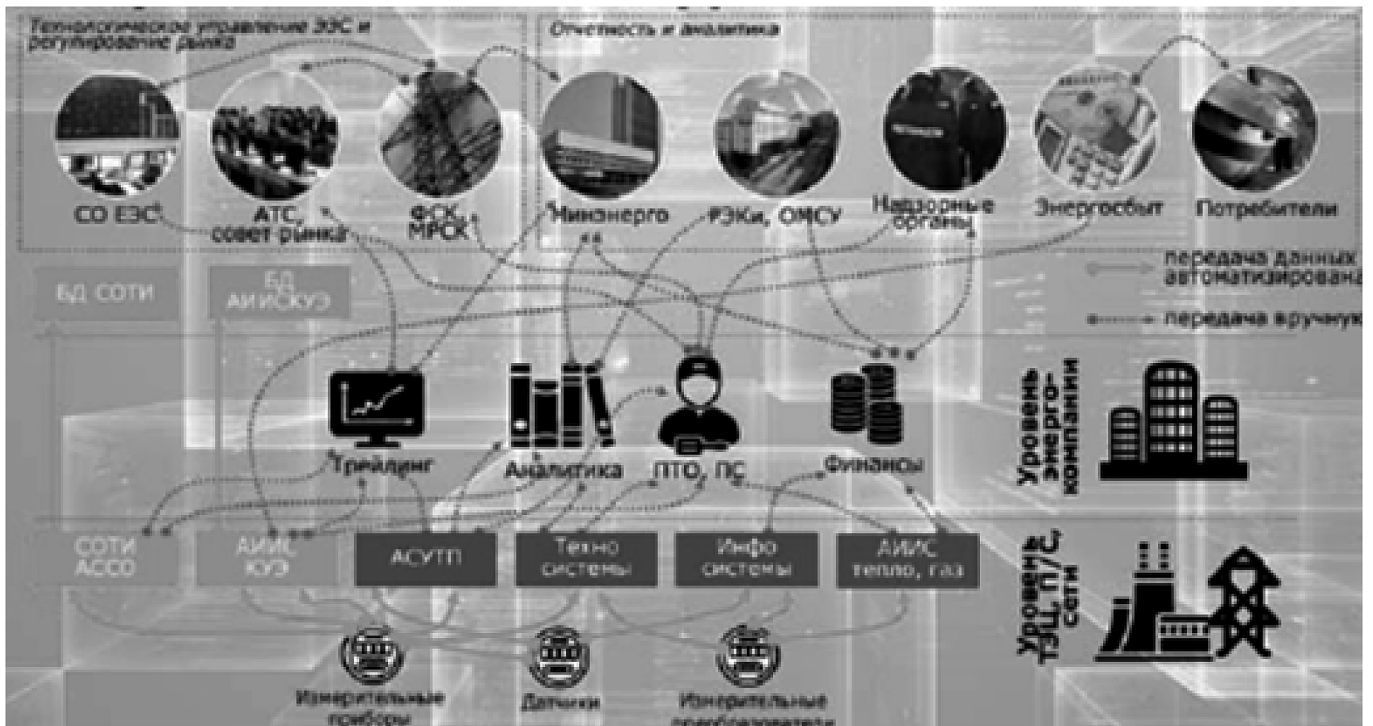 Технологическое управление ЭЭС и
регулирование рынка
Отчетность и аналитика
СО ЕЭС
АТС,
совет рынка
ФСК,
МРСК
Минэнерго
РЭКи, ОМСУ
Надзорные
органы
Энергосбыт
Потребители
БД СОТИ
БД
АИИСКУЭ
передача данных
автоматизирована
передача вручную
Трейдинг
Аналитика
ПТО, ПС
Финансы
Уровень
энерго-
компании
СОТИ
АССО
АИИС
КУЭ
АСУТП
Техно
системы
Инфо
системы
АИИС
тепло, газ
Уровень
ТЭЦ, П/С,
сети
Измерительные
приборы
Датчики
Измерительные
преобразователи